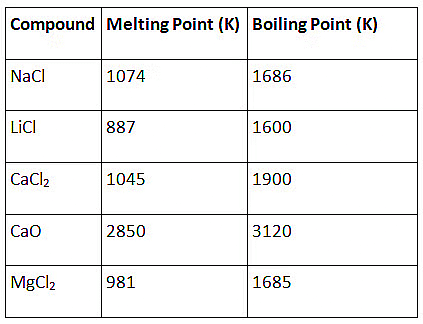 Compound Melting Point (K) Boiling Point (K)
NaCl 1074 1686
LiCl 887 1600
CaCl₂ 1045 1900
CaO 2850 3120
MgCl₂ 981 1685